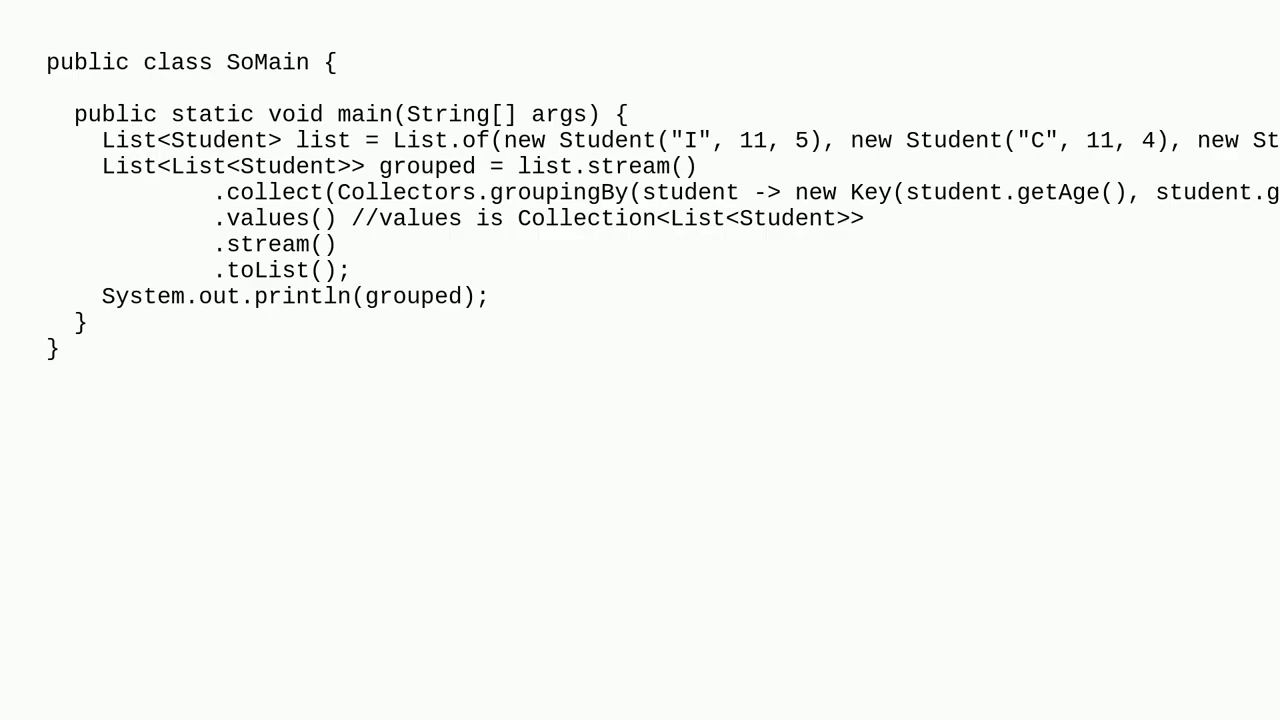 public class SoMain {
public static void main(String[] args) {
List<Student> list = List.of(new Student("I", 11, 5), new Student("C", 11, 4), new St
List<List<Student>> grouped = list.stream()
.collect(Collectors.groupingBy(student -> new Key(student.getAge(), student.g
.values() //values is Collection<List<Student>>
.stream()
.toList();
System.out.println(grouped);
}
}